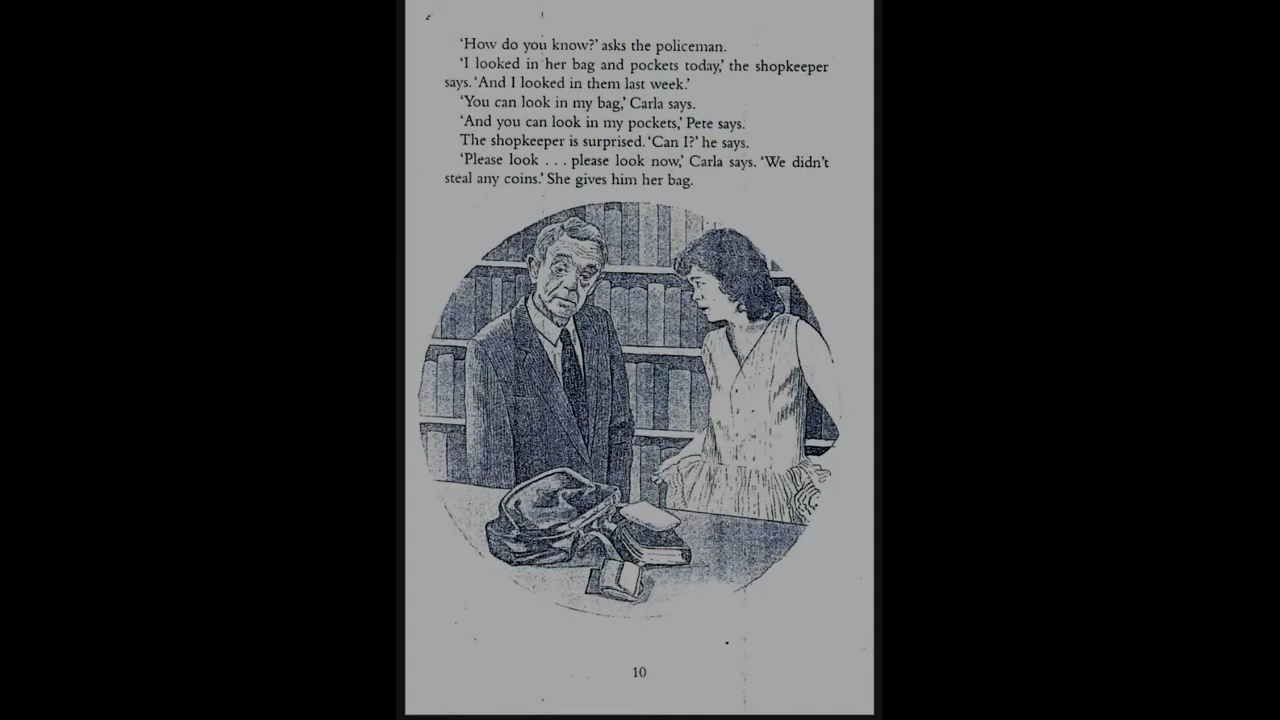 ‘How do you know?’ asks the policeman.
‘I looked in her bag and pockets today,’ the shopkeeper
says. ‘And I looked in them last week.’
‘You can look in my bag,’ Carla says.
‘And you can look in my pockets,’ Pete says.
The shopkeeper is surprised. ‘Can I?’ he says.
‘Please look . . . please look now,’ Carla says. ‘We didn’t
steal any coins.’ She gives him her bag.
10